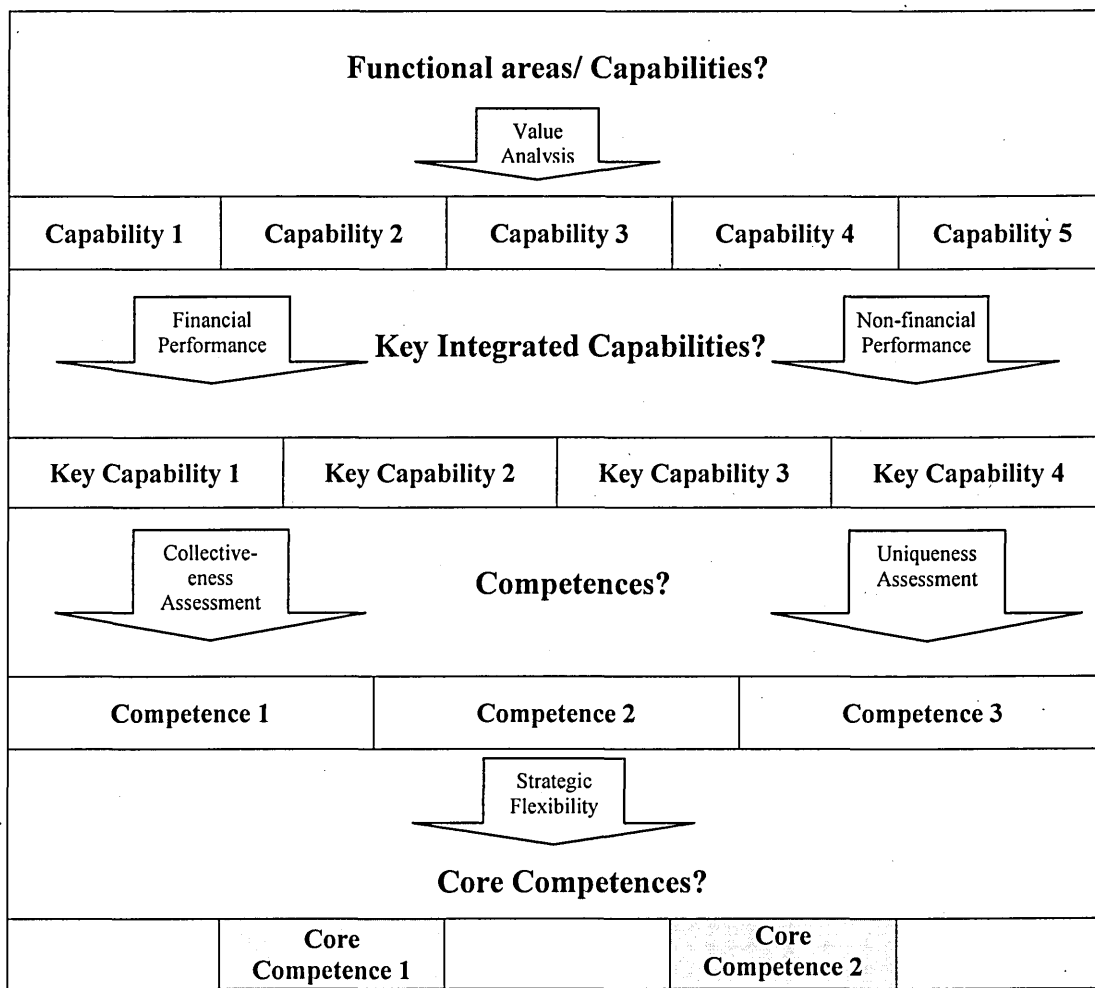 Functional areas/ Capabilities?
Value
Analysis
Capability 1
Capability 2
Capability 3
Capability 4
Capability 5
Financial
Performance
Key Integrated Capabilities?
Non-financial
Performance
Key Capability 1
Key Capability 2
Key Capability 3
Key Capability 4
Collective-
eness
Assessment
Competences?
Uniqueness
Assessment
Competence 1
Competence 2
Competence 3
Strategic
Flexibility
Core Competences?
Core
Competence 1
Core
Competence 2